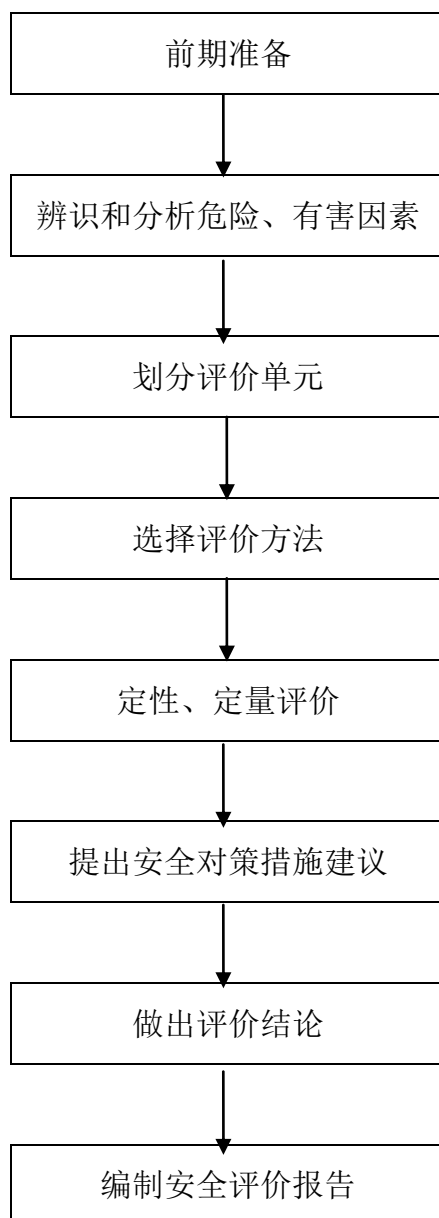 前期准备
辨识和分析危险、有害因素
划分评价单元
选择评价方法
定性、定量评价
提出安全对策措施建议
做出评价结论
编制安全评价报告